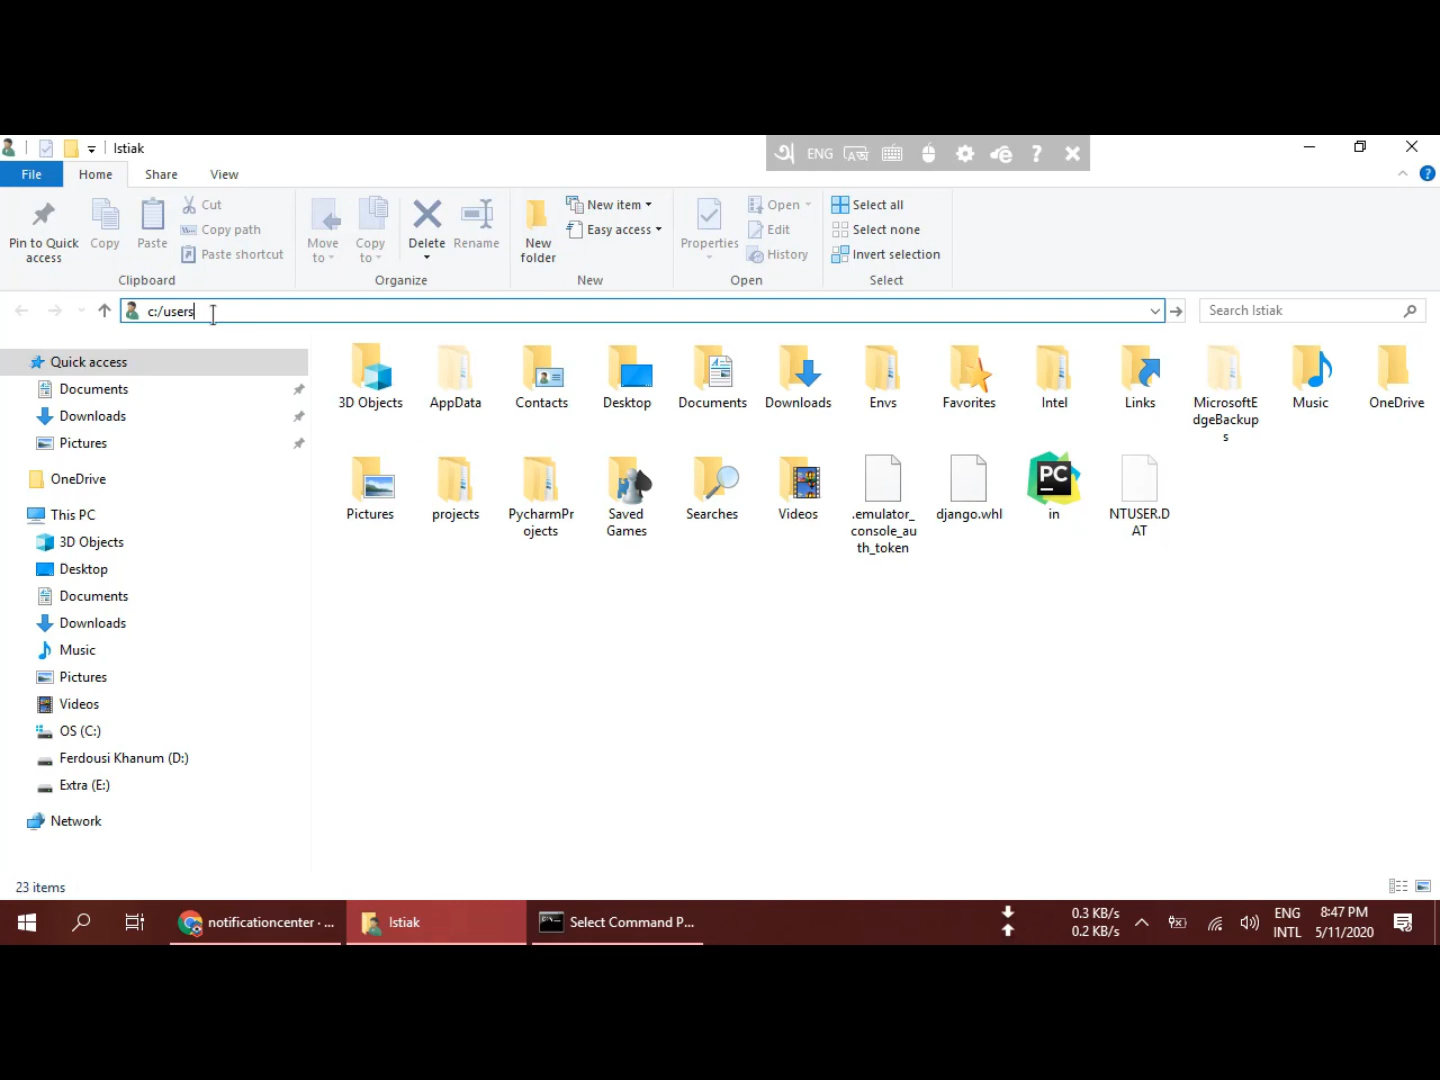 Istiak
ENG
File Home Share View
Pin to Quick access
Copy
Paste
Cut
Copy path
Paste shortcut
Clipboard
Move to
Copy to
Delete
Rename
Organize
New folder
New item
Easy access
New
Properties
Open
Edit
History
Open
Select all
Select none
Invert selection
Select
c:/users
Search Istiak
Quick access
Documents
Downloads
Pictures
OneDrive
This PC
3D Objects
Desktop
Documents
Downloads
Music
Pictures
Videos
OS (C:)
Ferdousi Khanum (D:)
Extra (E:)
Network
3D Objects
AppData
Contacts
Desktop
Documents
Downloads
Envs
Favorites
Intel
Links
MicrosoftE
dgeBackup
s
Music
OneDrive
Pictures
projects
PycharmPr
ojects
Saved
Games
Searches
Videos
.emulator_
console_au
th_token
django.whl
PC
in
NTUSER.D
AT
23 items
notificationcenter · ...
Istiak
Select Command P...
0.3 KB/s
0.2 KB/s
ENG
INTL
8:47 PM
5/11/2020